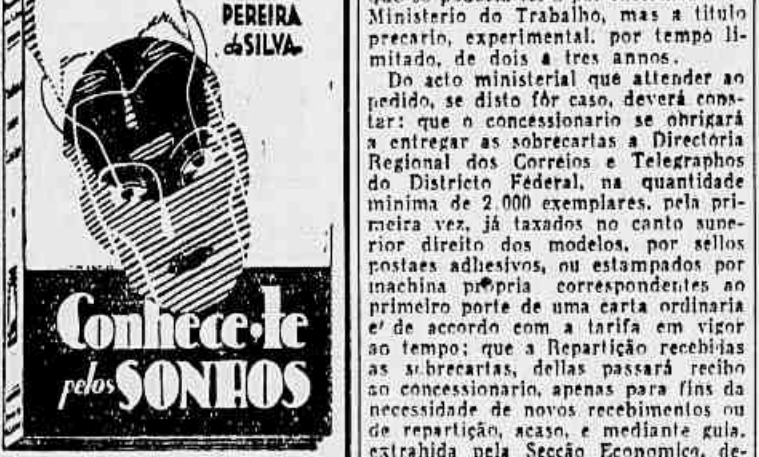 PEREIRA
da SILVA
Conhece-te
pelos SONHOS
Ministerio do Trabalho, mas a titulo
precario, experimental, por tempo li-
mitado, de dois a tres annos.
Do acto ministerial que attender ao
pedido, se disto fôr caso, deverá cons-
tar: que o concessionario se obrigará
a entregar as sobrecartas a Directoria
Regional dos Correios e Telegraphos
do Districto Federal, na quantidade
minima de 2.000 exemplares, pela pri-
meira vez, já taxados no canto supe-
rior direito dos modelos, por sellos
postaes adhesivos, ou estampados por
machina propria correspondentes ao
primeiro porte de uma carta ordinaria
e' de accordo com a tarifa em vigor
ao tempo; que a Repartição recebidas
as sobrecartas, dellas passará recibo
ao concessionario, apenas para fins da
necessidade de novos recebimentos ou
de repartição, acaso, e mediante guia,
extrahida pela Secção Economica, de-